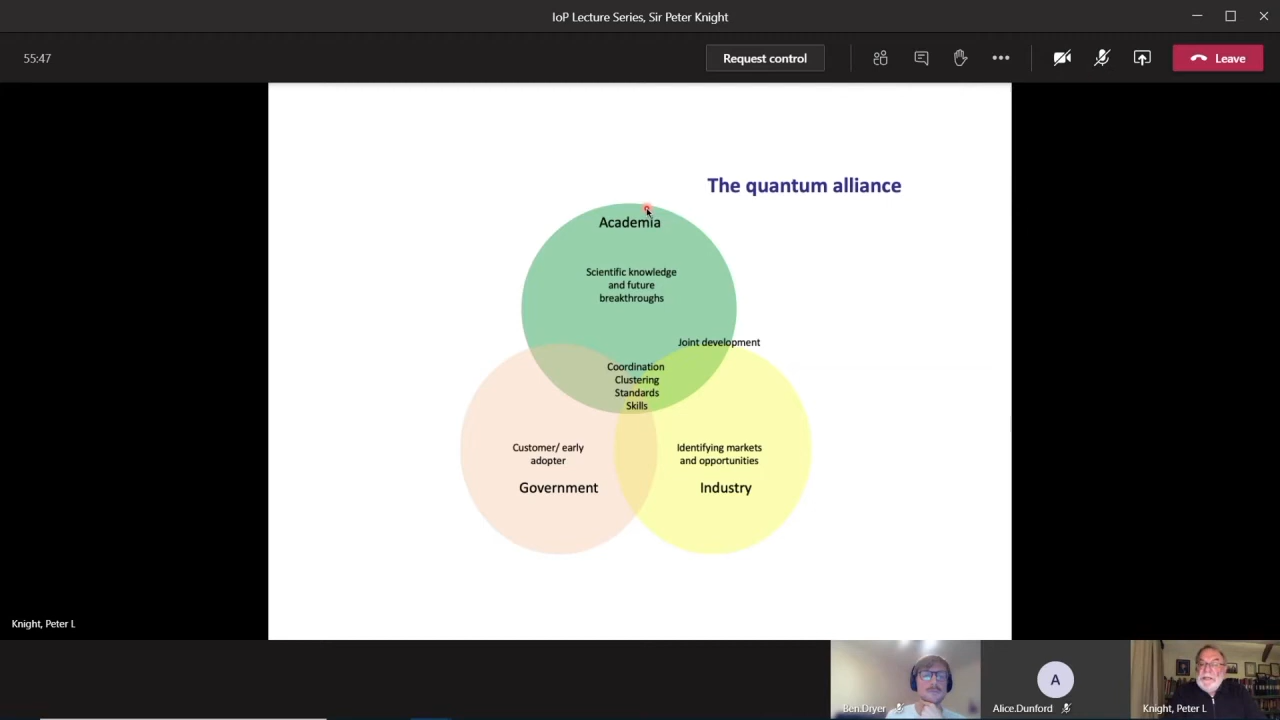 IoP Lecture Series, Sir Peter Knight
55:47
Request control
Leave
The quantum alliance
Academia
Scientific knowledge
and future
breakthroughs
Joint development
Coordination
Clustering
Standards
Skills
Customer/ early
adopter
Government
Identifying markets
and opportunities
Industry
Knight, Peter L
Ben.Dryer
A
Alice.Dunford
Knight, Peter L